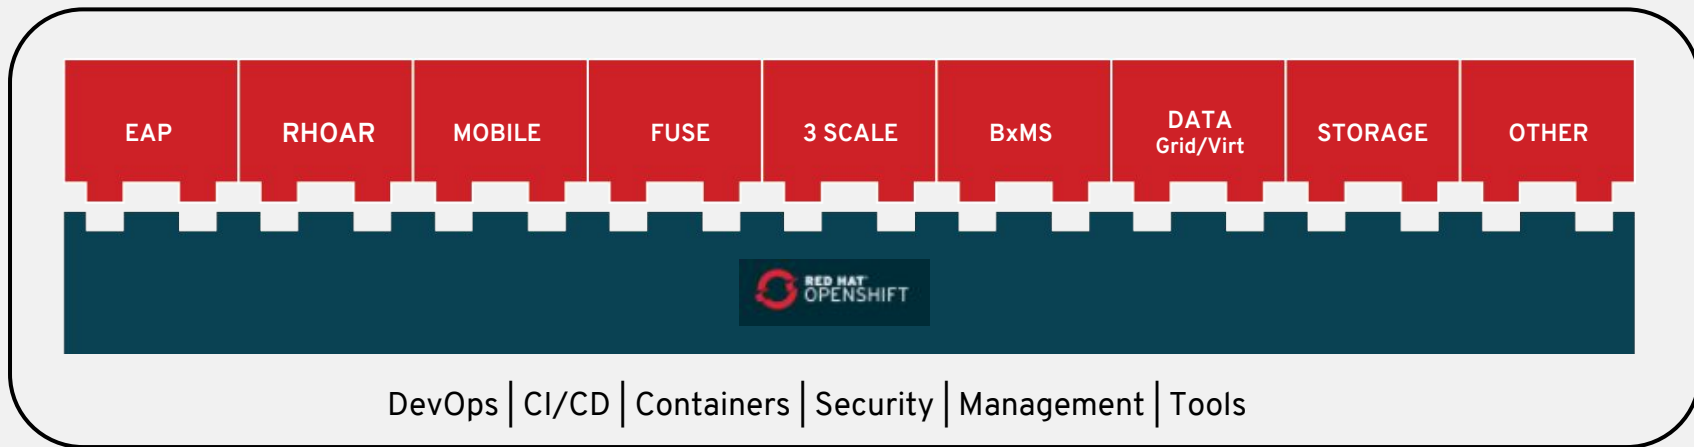 EAP
RHOAR
MOBILE
FUSE
3 SCALE
BxMS
DATA
Grid/Virt
STORAGE
OTHER
RED HAT
OPENSHIFT
DevOps | CI/CD | Containers | Security | Management | Tools